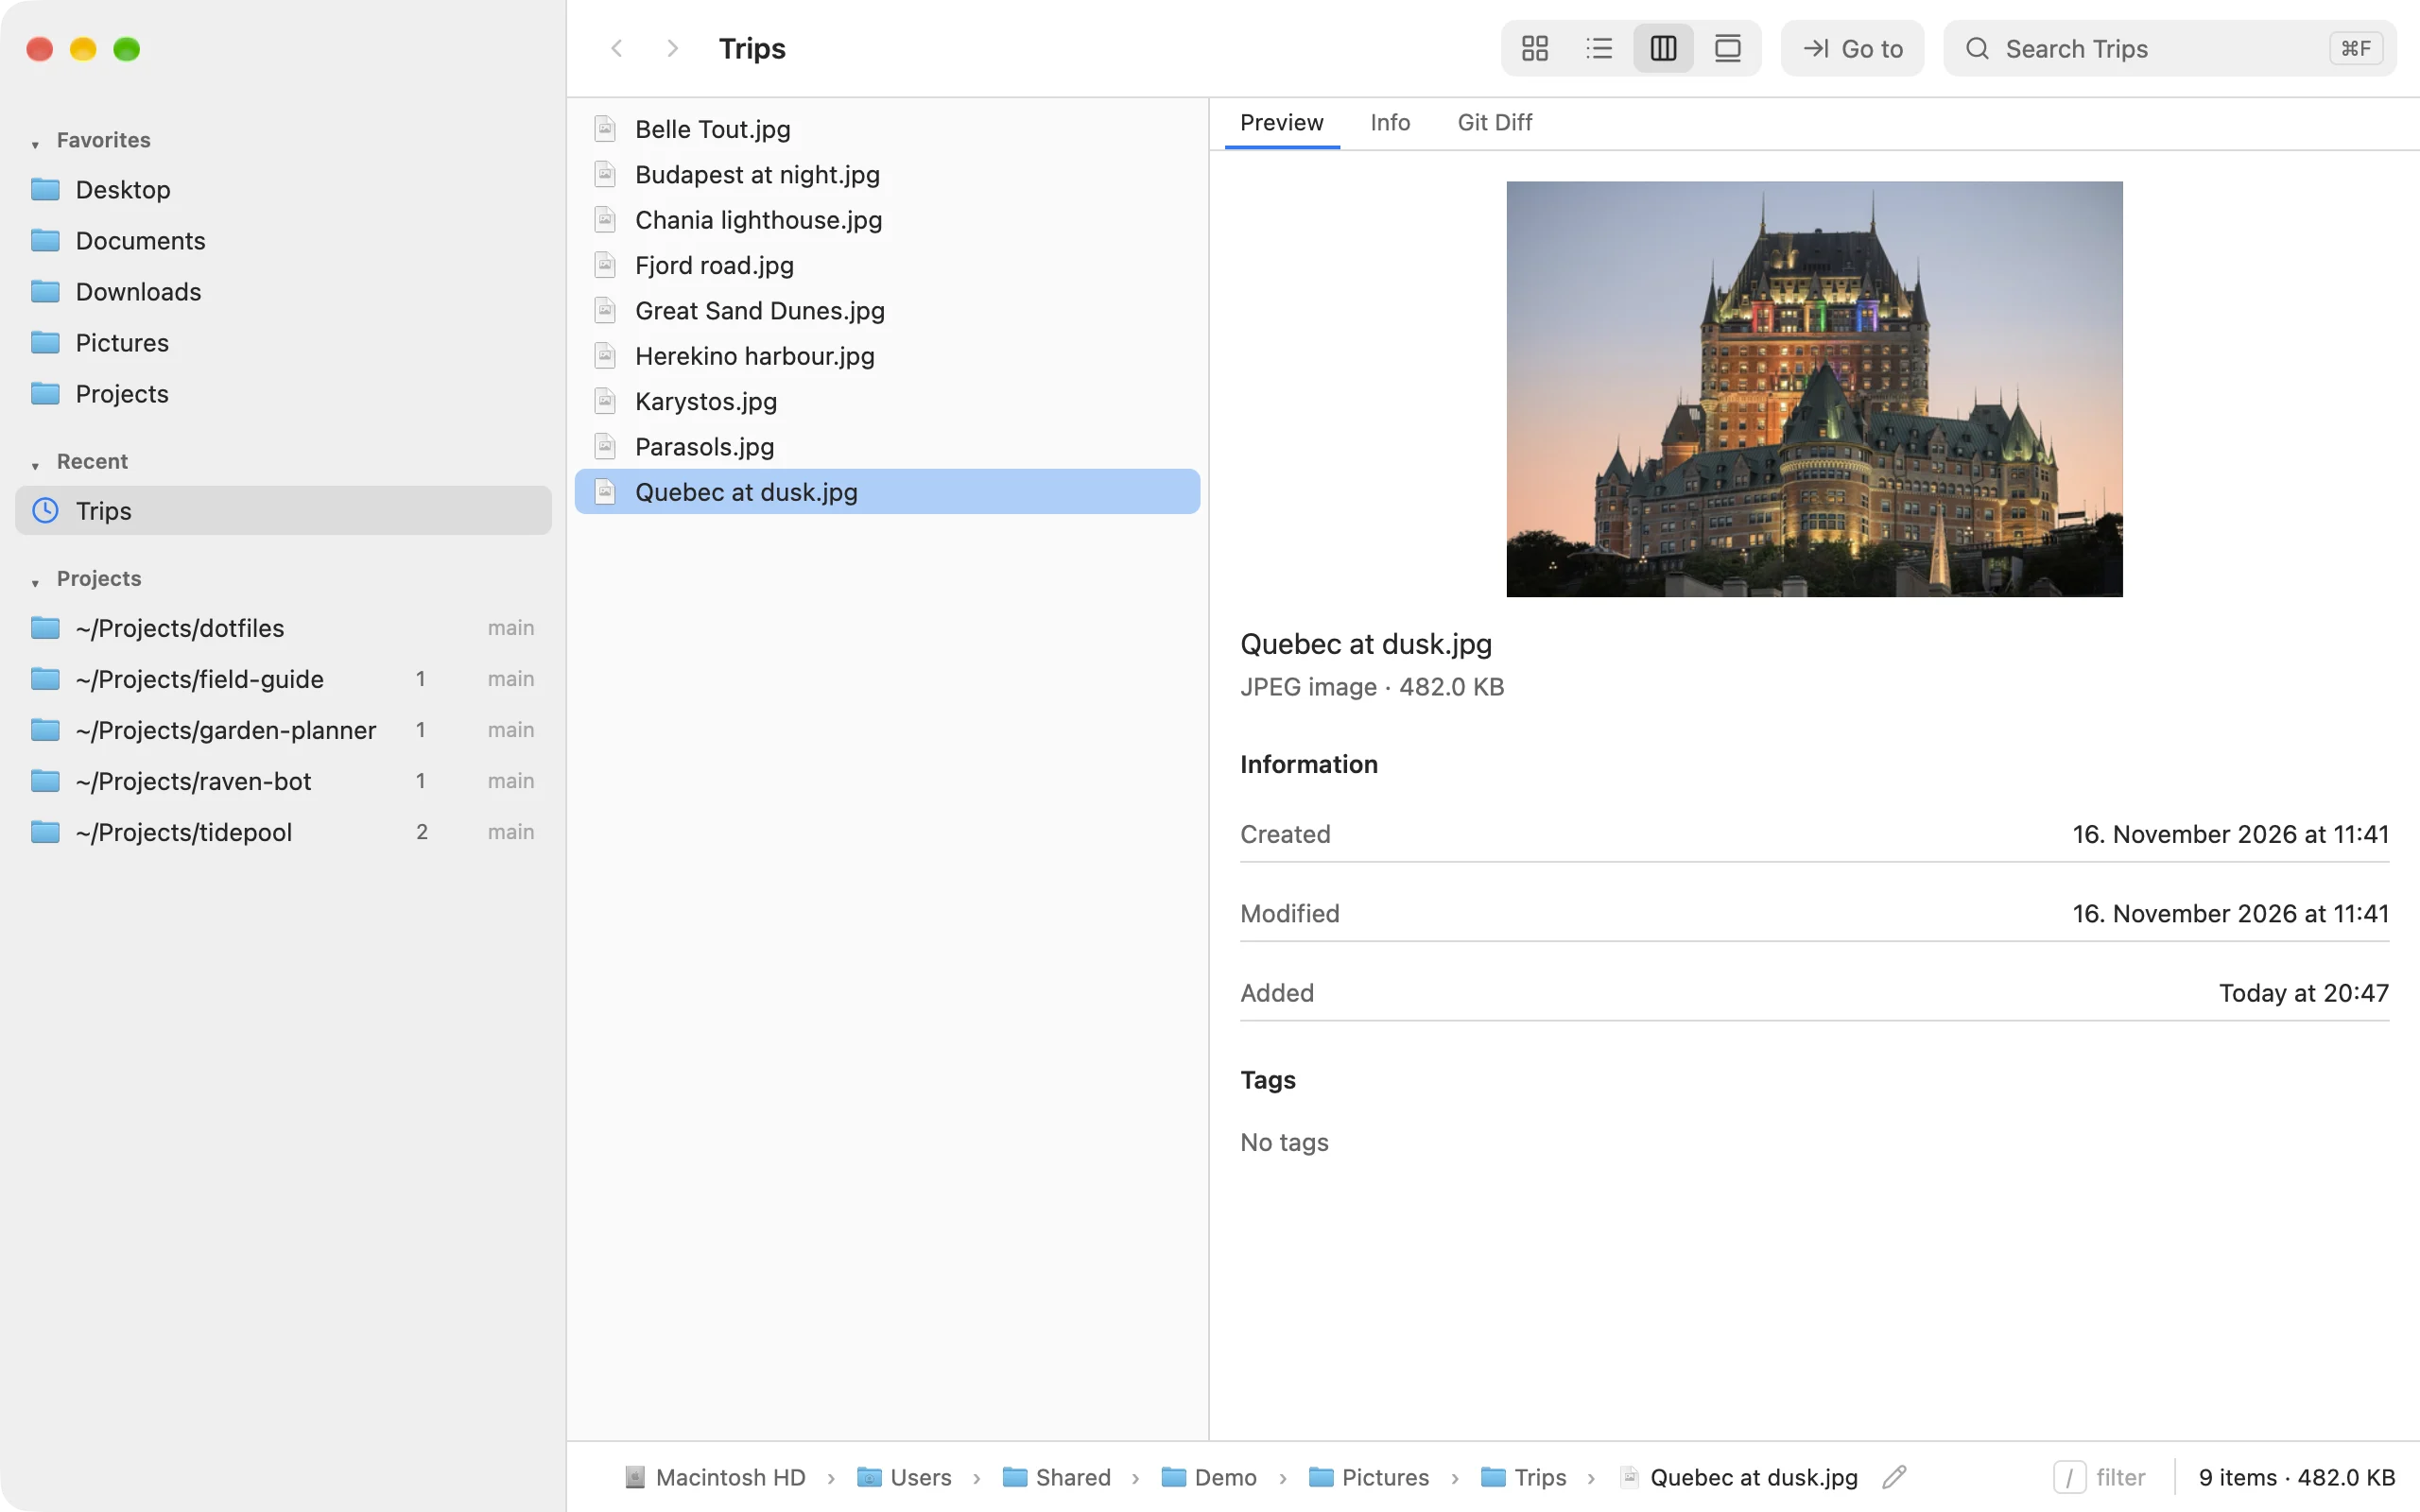 Favorites
Desktop
Documents
Downloads
Pictures
Projects
Recent
Trips
Projects
~/Projects/dotfiles main
~/Projects/field-guide 1 main
~/Projects/garden-planner 1 main
~/Projects/raven-bot 1 main
~/Projects/tidepool 2 main
Trips
Go to
Search Trips
⌘F
Belle Tout.jpg
Budapest at night.jpg
Chania lighthouse.jpg
Fjord road.jpg
Great Sand Dunes.jpg
Herekino harbour.jpg
Karystos.jpg
Parasols.jpg
Quebec at dusk.jpg
Preview Info Git Diff
Quebec at dusk.jpg
JPEG image · 482.0 KB
Information
Created 16. November 2026 at 11:41
Modified 16. November 2026 at 11:41
Added Today at 20:47
Tags
No tags
Macintosh HD › Users › Shared › Demo › Pictures › Trips › Quebec at dusk.jpg
/ filter
9 items · 482.0 KB